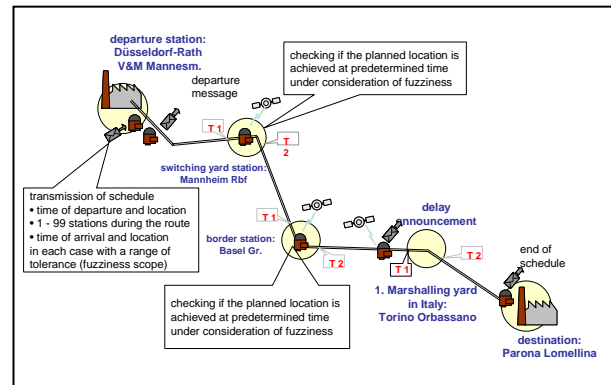 departure station:
Düsseldorf-Rath
V&M Mannesm.
departure
message
checking if the planned location is
achieved at predetermined time
under consideration of fuzziness
T 1
T
2
switching yard station:
Mannheim Rbf
transmission of schedule
• time of departure and location
• 1 - 99 stations during the route
• time of arrival and location
in each case with a range of
tolerance (fuzziness scope)
T 1
border station:
Basel Gr.
T 2
delay
announcement
T 1
T 2
end of
schedule
checking if the planned location is
achieved at predetermined time
under consideration of fuzziness
1. Marshalling yard
in Italy:
Torino Orbassano
destination:
Parona Lomellina